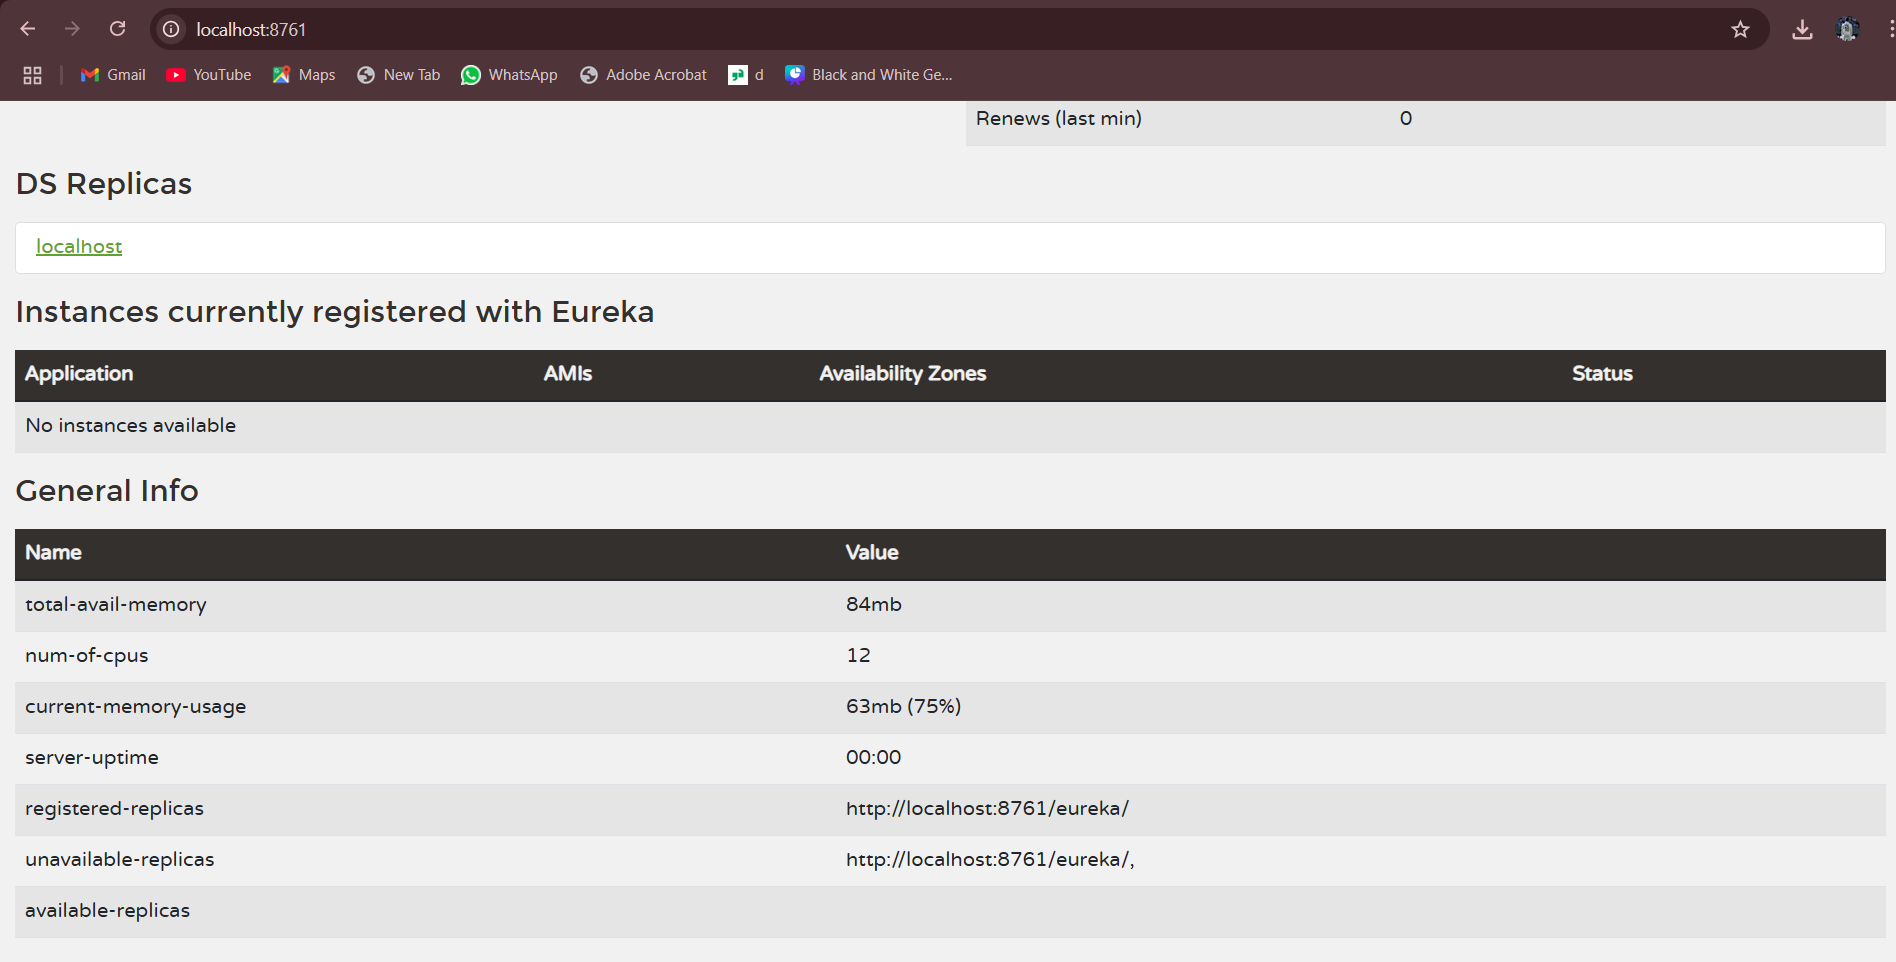 localhost:8761
Gmail YouTube Maps New Tab WhatsApp Adobe Acrobat d Black and White Ge...
Renews (last min) 0
DS Replicas
localhost
Instances currently registered with Eureka
Application AMIs Availability Zones Status
No instances available
General Info
Name Value
total-avail-memory 84mb
num-of-cpus 12
current-memory-usage 63mb (75%)
server-uptime 00:00
registered-replicas http://localhost:8761/eureka/
unavailable-replicas http://localhost:8761/eureka/,
available-replicas